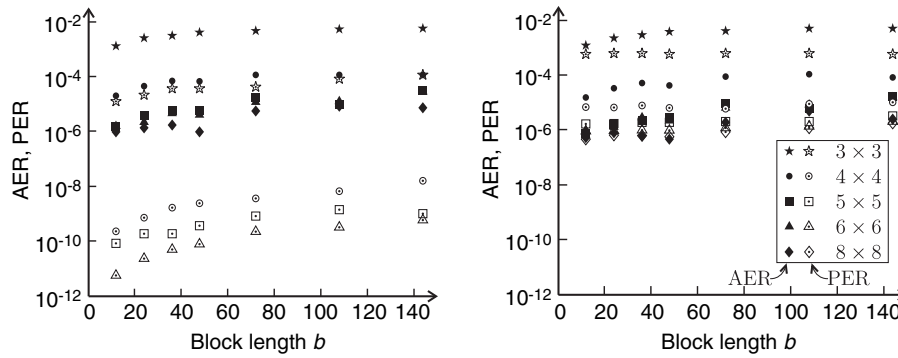 AER, PER
10⁻²
10⁻⁴
10⁻⁶
10⁻⁸
10⁻¹⁰
10⁻¹²
0 20 40 60 80 100 120 140
Block length b
AER, PER
10⁻²
10⁻⁴
10⁻⁶
10⁻⁸
10⁻¹⁰
10⁻¹²
0 20 40 60 80 100 120 140
Block length b
3 × 3
4 × 4
5 × 5
6 × 6
8 × 8
AER PER